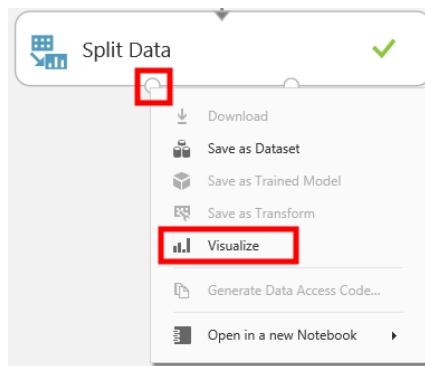 Split Data
Download
Save as Dataset
Save as Trained Model
Save as Transform
Visualize
Generate Data Access Code...
Open in a new Notebook